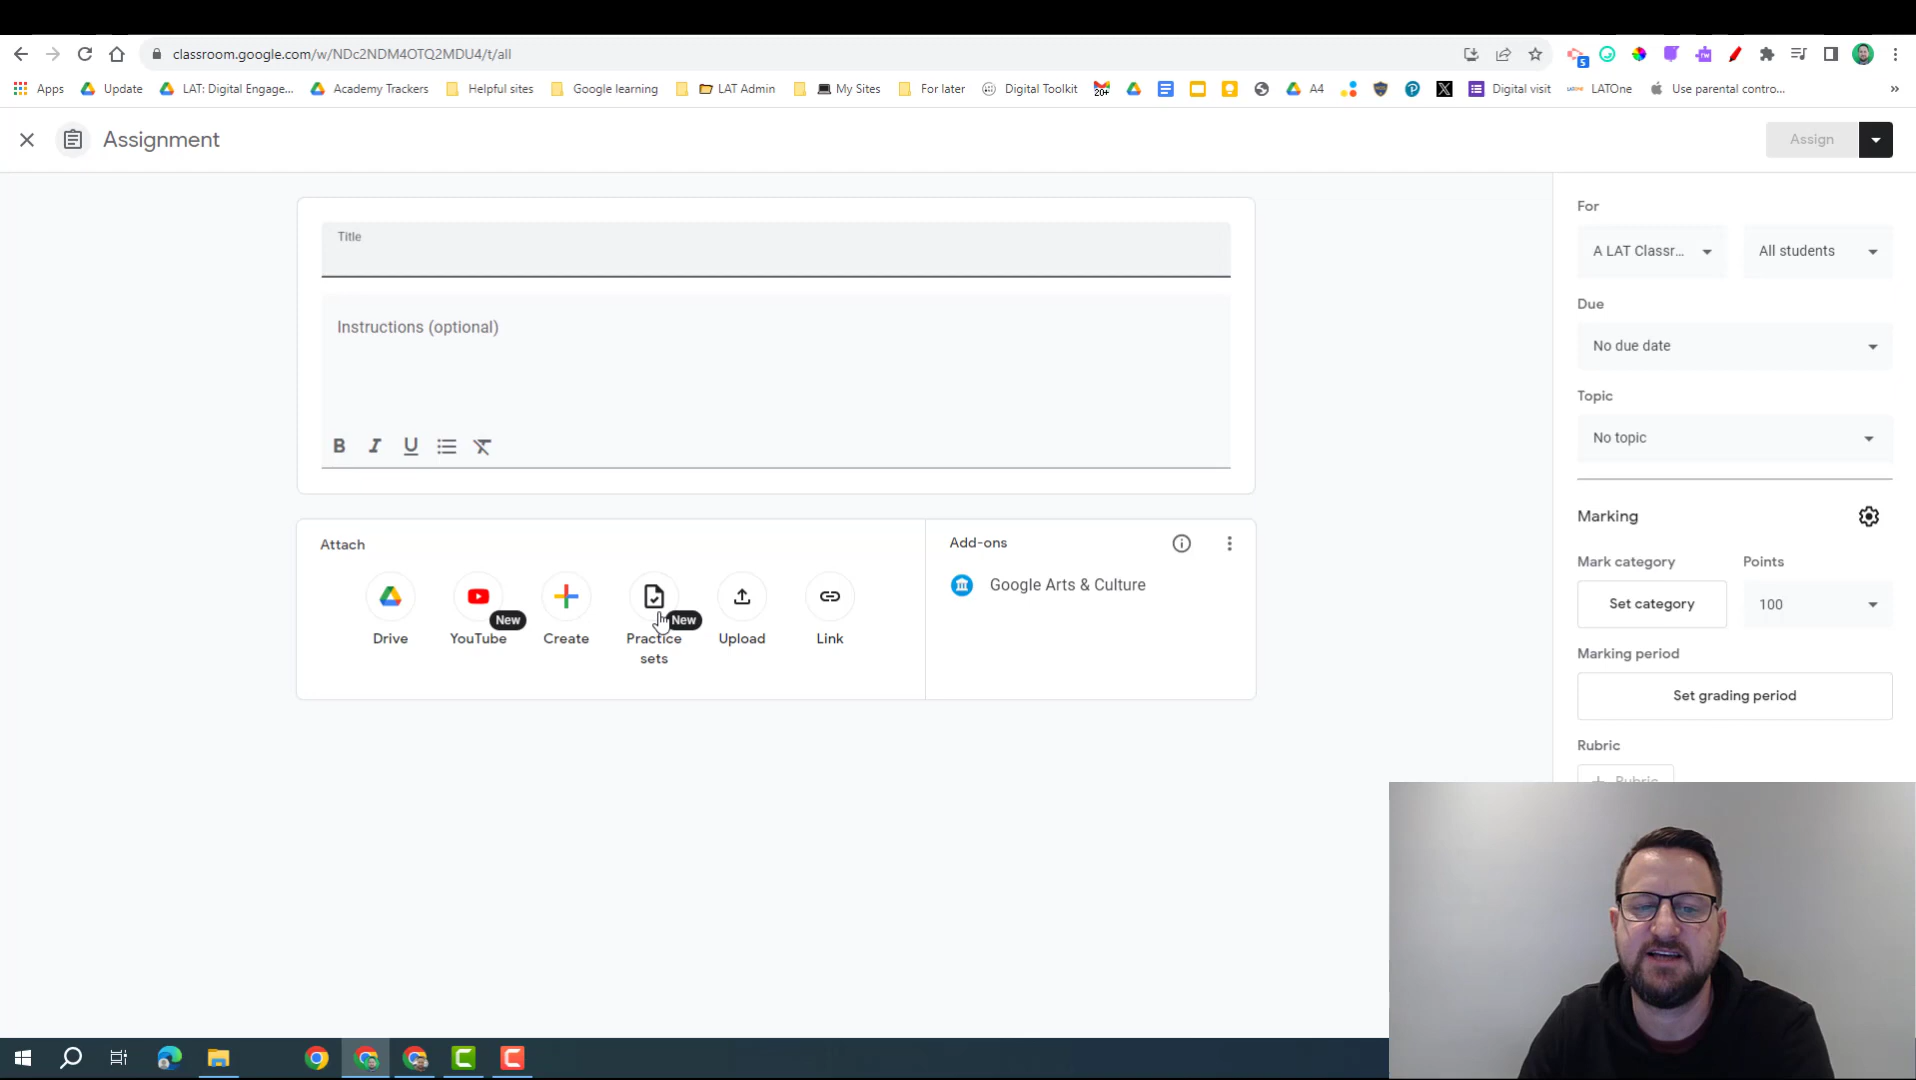 classroom.google.com/w/NDc2NDM4OTQ2MDU4/t/all
5
Apps Update LAT: Digital Engage... Academy Trackers Helpful sites Google learning LAT Admin My Sites For later Digital Toolkit 20+ A4 Digital visit LATOne Use parental contro... »
Assignment
Assign
Title
Instructions (optional)
B I U
Attach
Drive
YouTube
New
Create
Practice sets
New
Upload
Link
Add-ons
Google Arts & Culture
For
A LAT Classr...
All students
Due
No due date
Topic
No topic
Marking
Mark category
Points
Set category
100
Marking period
Set grading period
Rubric
+ Rubric